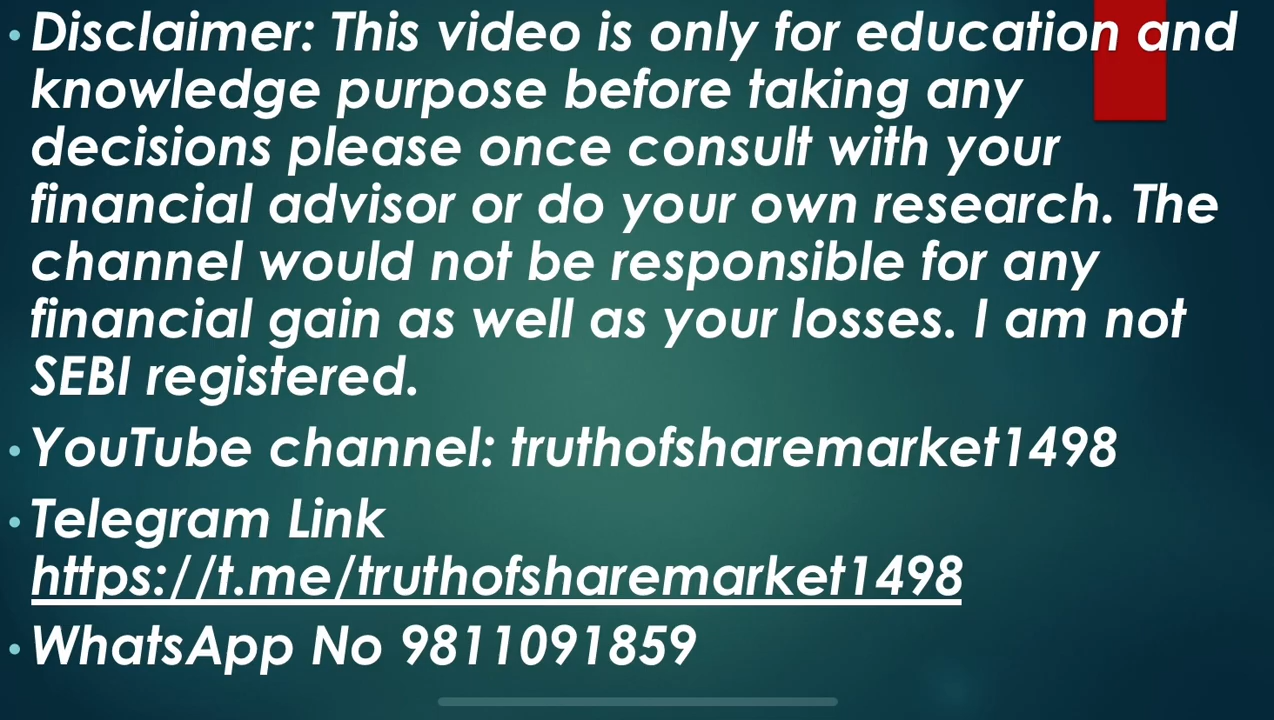 • Disclaimer: This video is only for education and
knowledge purpose before taking any
decisions please once consult with your
financial advisor or do your own research. The
channel would not be responsible for any
financial gain as well as your losses. I am not
SEBI registered.
• YouTube channel: truthofsharemarket1498
• Telegram Link
https://t.me/truthofsharemarket1498
• WhatsApp No 9811091859